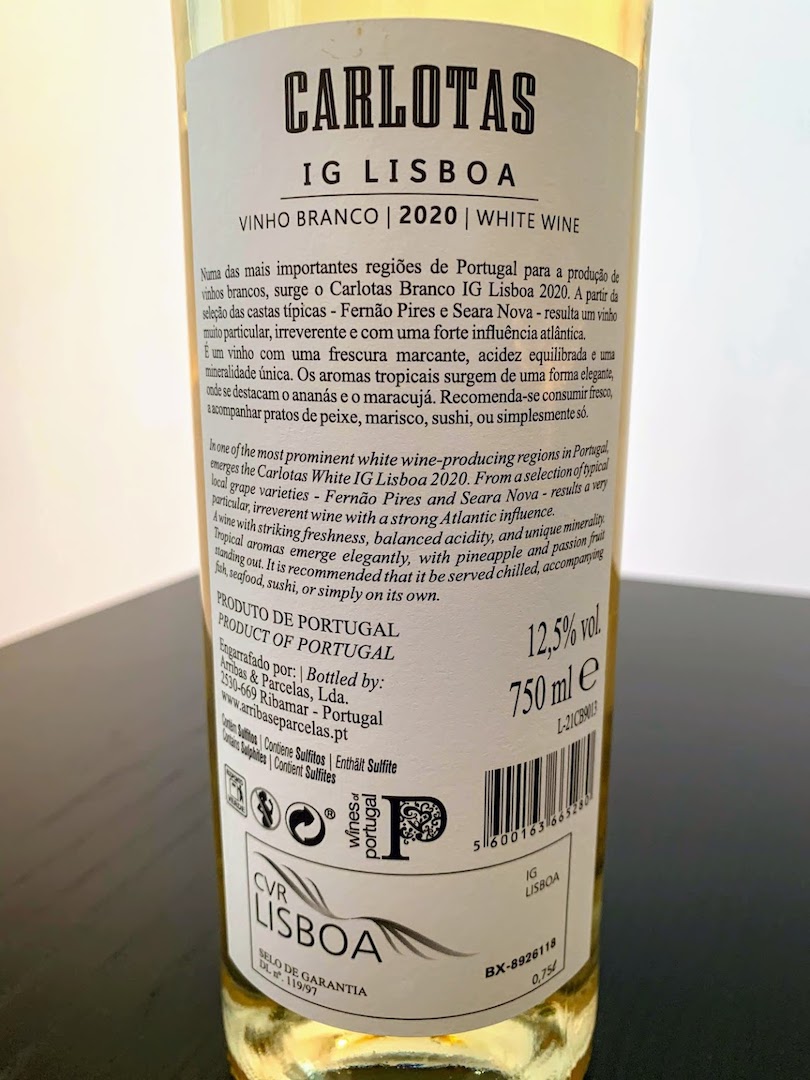 CARLOTAS
IG LISBOA
VINHO BRANCO | 2020 | WHITE WINE
Numa das mais importantes regiões de Portugal para a produção de
vinhos brancos, surge o Carlotas Branco IG Lisboa 2020. A partir da
seleção das castas típicas - Fernão Pires e Seara Nova - resulta um vinho
muito particular, irreverente e com uma forte influência atlântica.
É um vinho com uma frescura marcante, acidez equilibrada e uma
mineralidade única. Os aromas tropicais surgem de uma forma elegante,
onde se destacam o ananás e o maracujá. Recomenda-se consumir fresco,
a acompanhar pratos de peixe, marisco, sushi, ou simplesmente só.
In one of the most prominent white wine-producing regions in Portugal,
emerges the Carlotas White IG Lisboa 2020. From a selection of typical
local grape varieties - Fernão Pires and Seara Nova - results a very
particular, irreverent wine with a strong Atlantic influence.
A wine with striking freshness, balanced acidity, and unique minerality.
Tropical aromas emerge elegantly, with pineapple and passion fruit
standing out. It is recommended that it be served chilled, accompanying
fish, seafood, sushi, or simply on its own.
PRODUTO DE PORTUGAL
PRODUCT OF PORTUGAL
Engarrafado por: | Bottled by:
Arribas & Parcelas, Lda.
2530-669 Ribamar - Portugal
www.arribaseparcelas.pt
12,5% vol.
750 ml e
L-21CB9013
Contém Sulfitos | Contiene Sulfitos | Enthält Sulfite
Contains Sulphites | Contient Sulfites
®
wines of
portugal
P
5 600163 665280
CVR
LISBOA
IG
LISBOA
SELO DE GARANTIA
DL nº. 119/97
BX-8926118
0,75ℓ